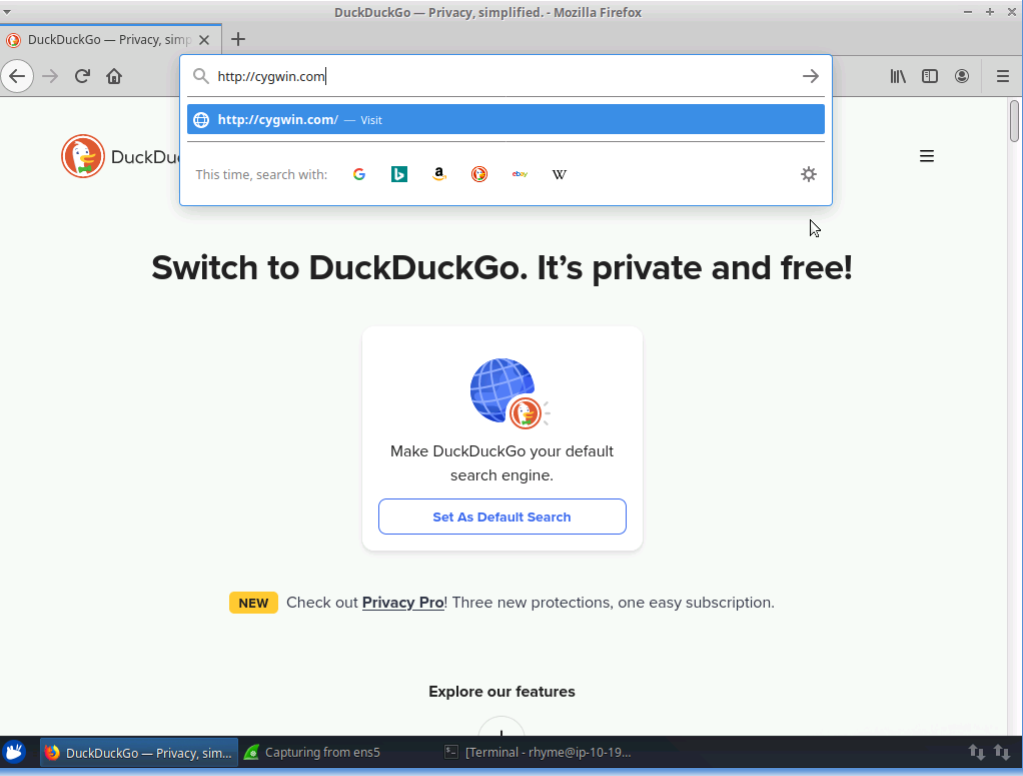 DuckDuckGo — Privacy, simplified. - Mozilla Firefox
DuckDuckGo — Privacy, simp
http://cygwin.com
http://cygwin.com/ — Visit
This time, search with:
DuckDu
Switch to DuckDuckGo. It’s private and free!
Make DuckDuckGo your default
search engine.
Set As Default Search
NEW Check out Privacy Pro! Three new protections, one easy subscription.
Explore our features
DuckDuckGo — Privacy, sim... Capturing from ens5 [Terminal - rhyme@ip-10-19...